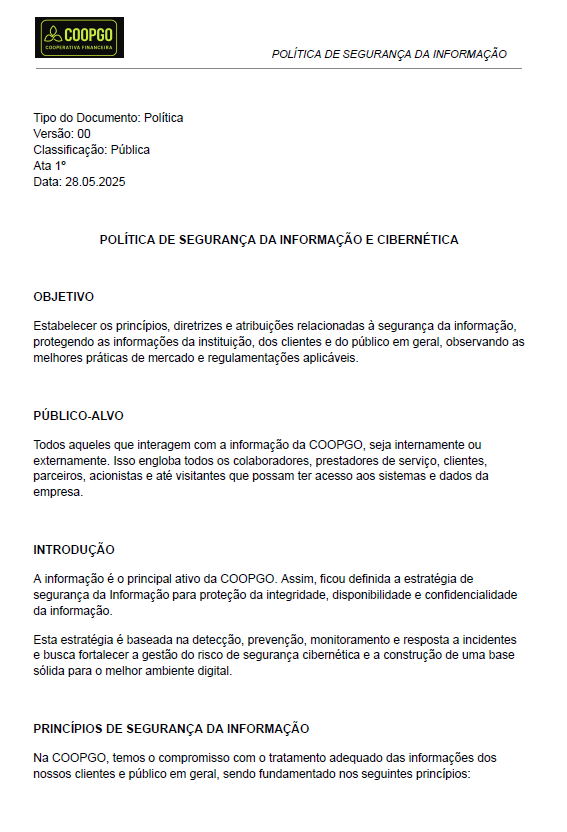 COOPGO
COOPERATIVA FINANCEIRA
POLÍTICA DE SEGURANÇA DA INFORMAÇÃO
Tipo do Documento: Política
Versão: 00
Classificação: Pública
Ata 1º
Data: 28.05.2025
POLÍTICA DE SEGURANÇA DA INFORMAÇÃO E CIBERNÉTICA
OBJETIVO
Estabelecer os princípios, diretrizes e atribuições relacionadas à segurança da informação,
protegendo as informações da instituição, dos clientes e do público em geral, observando as
melhores práticas de mercado e regulamentações aplicáveis.
PÚBLICO-ALVO
Todos aqueles que interagem com a informação da COOPGO, seja internamente ou
externamente. Isso engloba todos os colaboradores, prestadores de serviço, clientes,
parceiros, acionistas e até visitantes que possam ter acesso aos sistemas e dados da
empresa.
INTRODUÇÃO
A informação é o principal ativo da COOPGO. Assim, ficou definida a estratégia de
segurança da Informação para proteção da integridade, disponibilidade e confidencialidade
da informação.
Esta estratégia é baseada na detecção, prevenção, monitoramento e resposta a incidentes
e busca fortalecer a gestão do risco de segurança cibernética e a construção de uma base
sólida para o melhor ambiente digital.
PRINCÍPIOS DE SEGURANÇA DA INFORMAÇÃO
Na COOPGO, temos o compromisso com o tratamento adequado das informações dos
nossos clientes e público em geral, sendo fundamentado nos seguintes princípios: